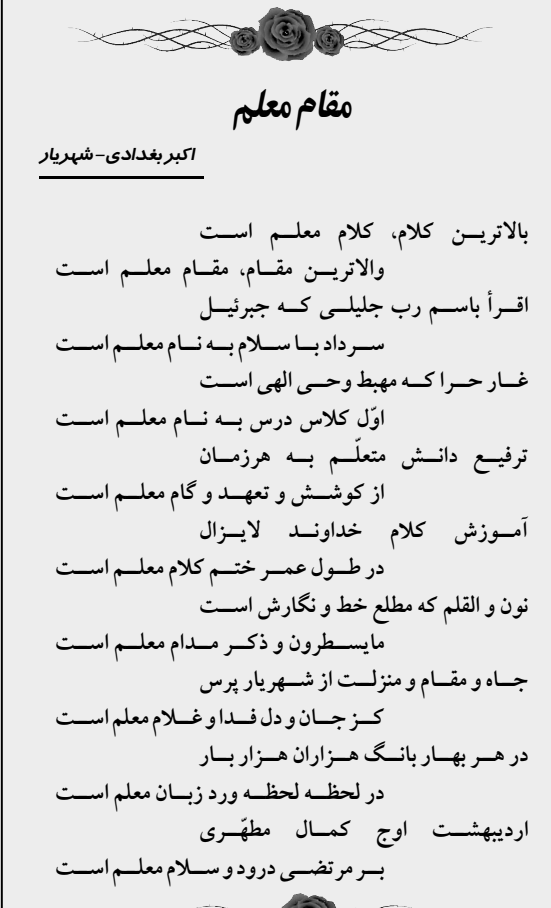 مقام معلم
اکبر بغدادی - شهریار
بالاترین کلام، کلام معلم است
والاترین مقام، مقام معلم است
اقرأ باسم رب جلیلی که جبرئیل
سرداد با سلام به نام معلم است
غار حرا که مهبط وحی الهی است
اوّل کلاس درس به نام معلم است
ترفیع دانش متعلّم به هرزمان
از کوشش و تعهد و گام معلم است
آموزش کلام خداوند لایزال
در طول عمر ختم کلام معلم است
نون و القلم که مطلع خط و نگارش است
مایسطرون و ذکر مدام معلم است
جاه و مقام و منزلت از شهریار پرس
کز جان و دل فدا و غلام معلم است
در هر بهار بانگ هزاران هزار بار
در لحظه لحظه ورد زبان معلم است
اردیبهشت اوج کمال مطهّری
بر مرتضی درود و سلام معلم است